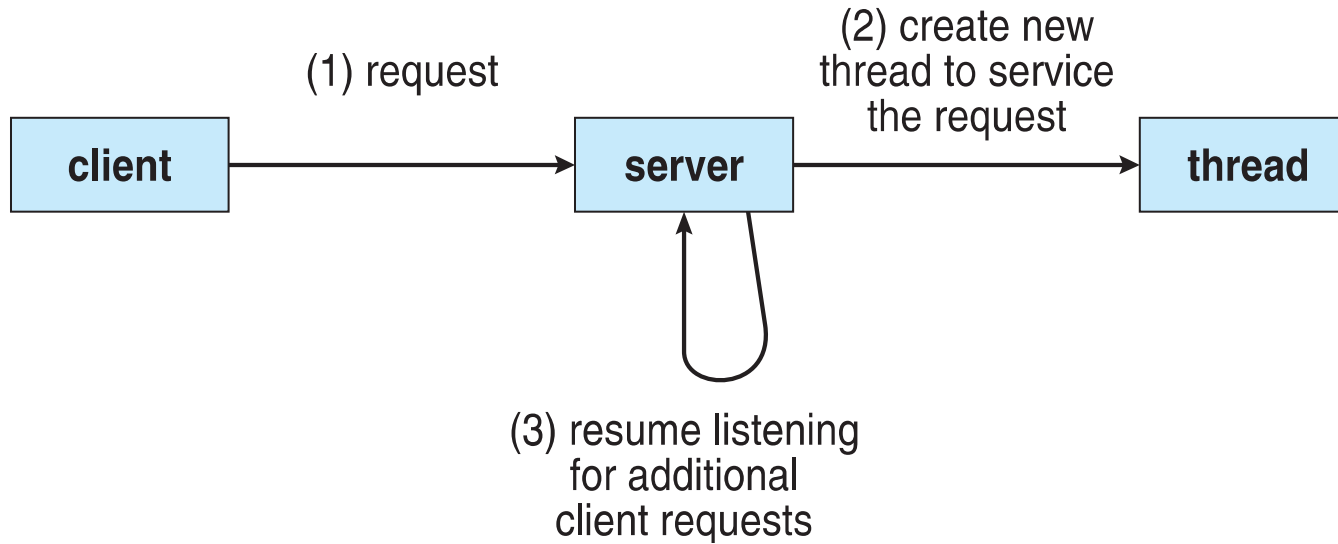 (1) request
(2) create new
thread to service
the request
client
server
thread
(3) resume listening
for additional
client requests